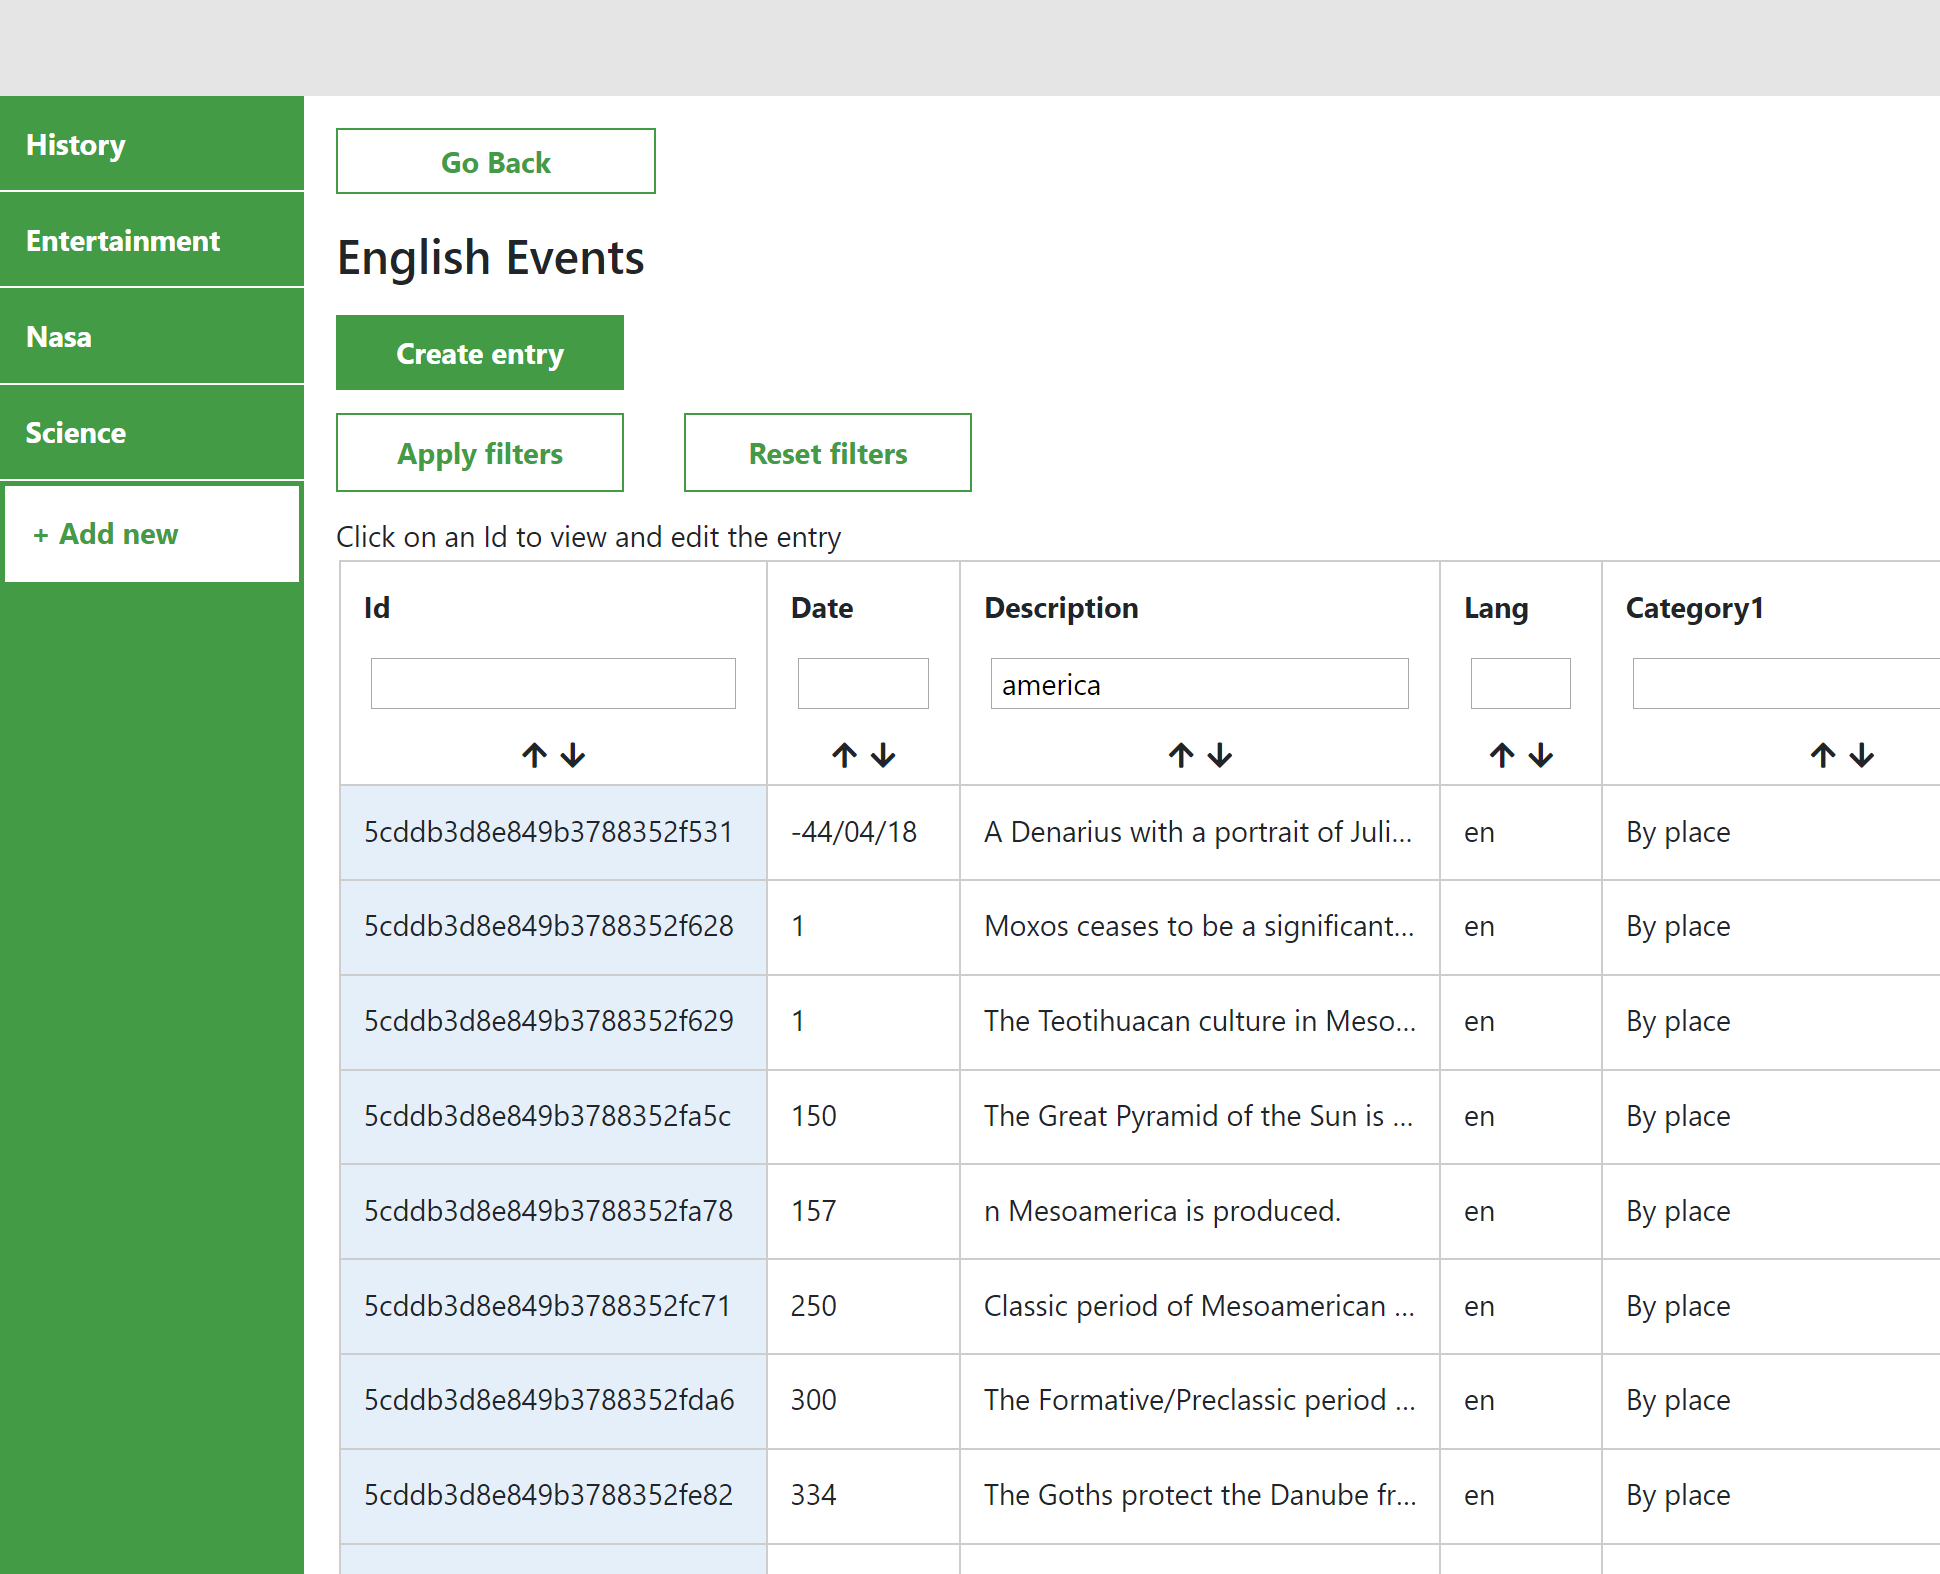 History
Entertainment
Nasa
Science
+ Add new
Go Back
English Events
Create entry
Apply filters Reset filters
Click on an Id to view and edit the entry
Id Date Description Lang Category1
america
5cddb3d8e849b3788352f531 -44/04/18 A Denarius with a portrait of Juli... en By place
5cddb3d8e849b3788352f628 1 Moxos ceases to be a significant... en By place
5cddb3d8e849b3788352f629 1 The Teotihuacan culture in Meso... en By place
5cddb3d8e849b3788352fa5c 150 The Great Pyramid of the Sun is ... en By place
5cddb3d8e849b3788352fa78 157 n Mesoamerica is produced. en By place
5cddb3d8e849b3788352fc71 250 Classic period of Mesoamerican ... en By place
5cddb3d8e849b3788352fda6 300 The Formative/Preclassic period ... en By place
5cddb3d8e849b3788352fe82 334 The Goths protect the Danube fr... en By place